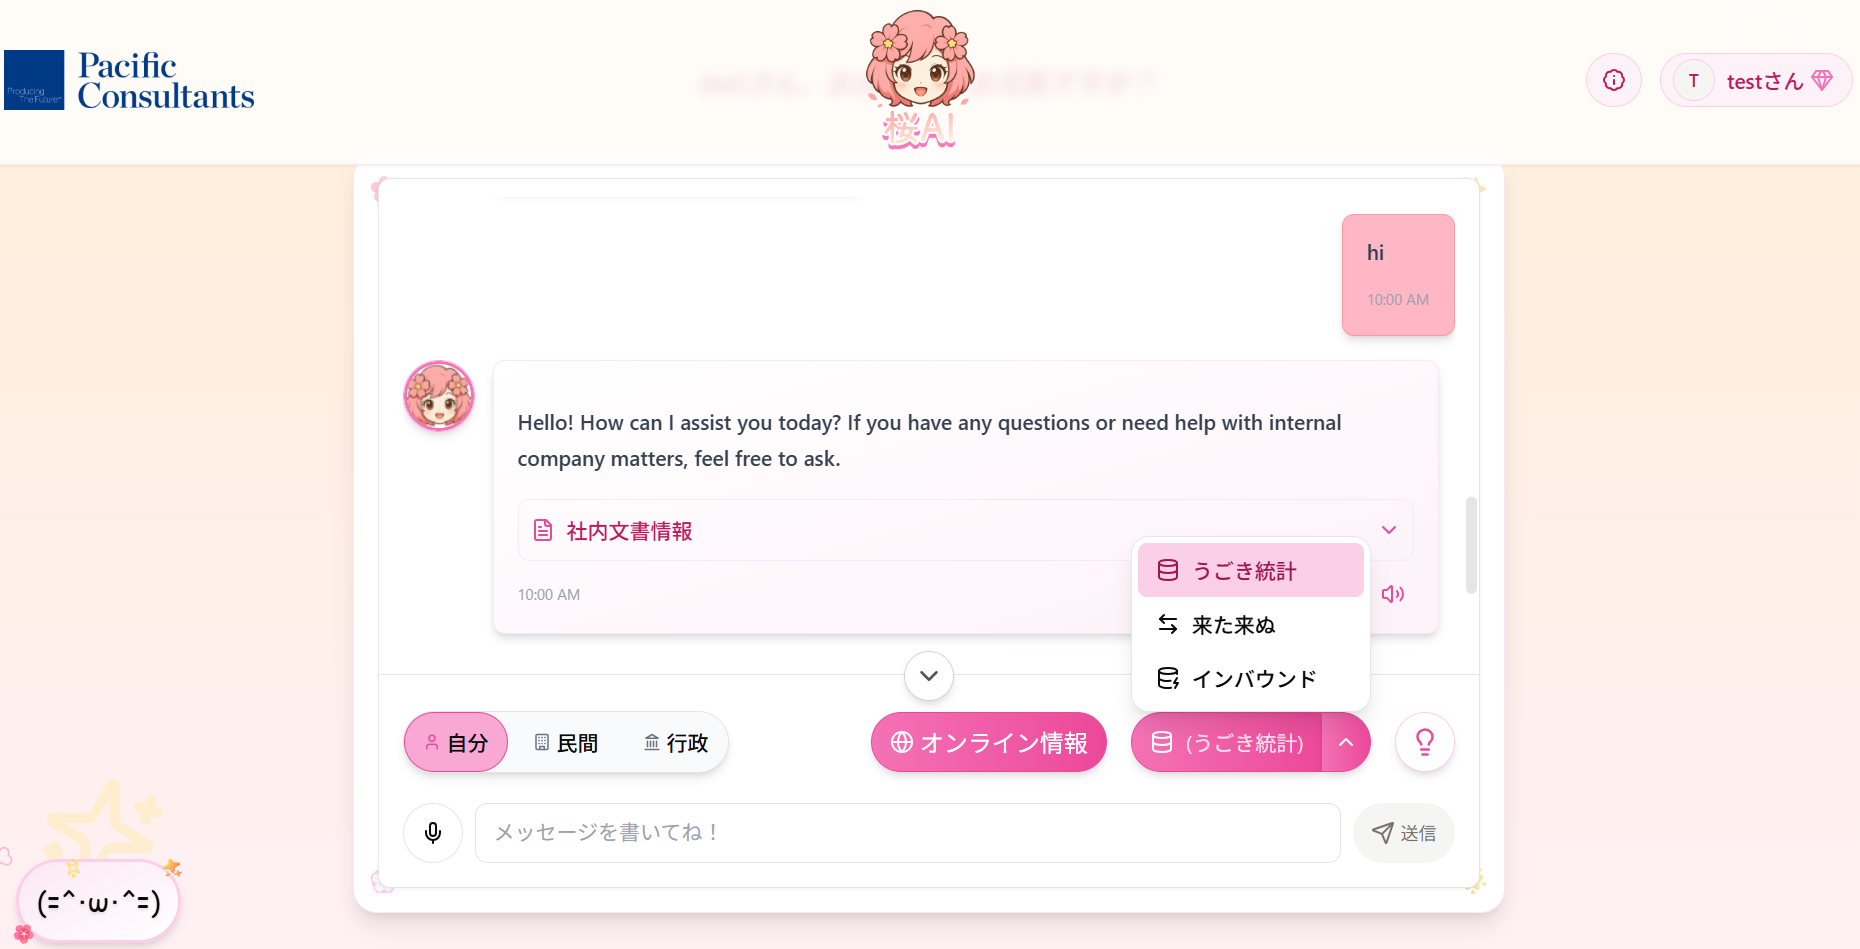 Pacific
Consultants
Producing
The Future
桜AI
T
testさん
hi
10:00 AM
Hello! How can I assist you today? If you have any questions or need help with internal
company matters, feel free to ask.
社内文書情報
10:00 AM
うごき統計
来た来ぬ
インバウンド
自分
民間
行政
オンライン情報
(うごき統計)
メッセージを書いてね！
送信
(=^･ω･^=)